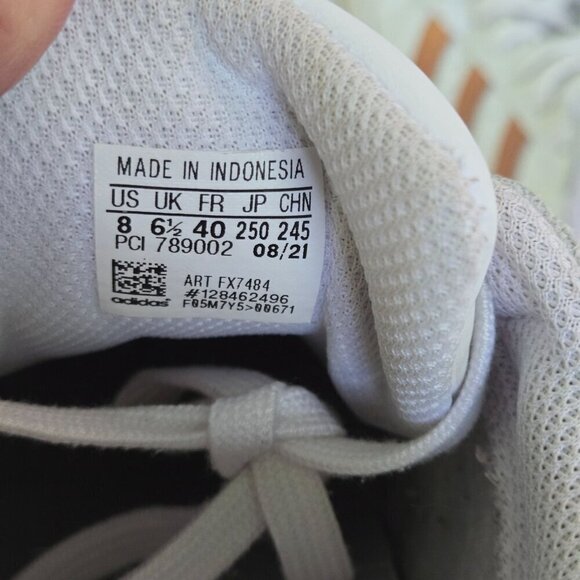 MADE IN INDONESIA
US UK FR JP CHN
8 6½ 40 250 245
PCI 789002 08/21
ART FX7484
#128462496
adidas F05M7Y5>00671